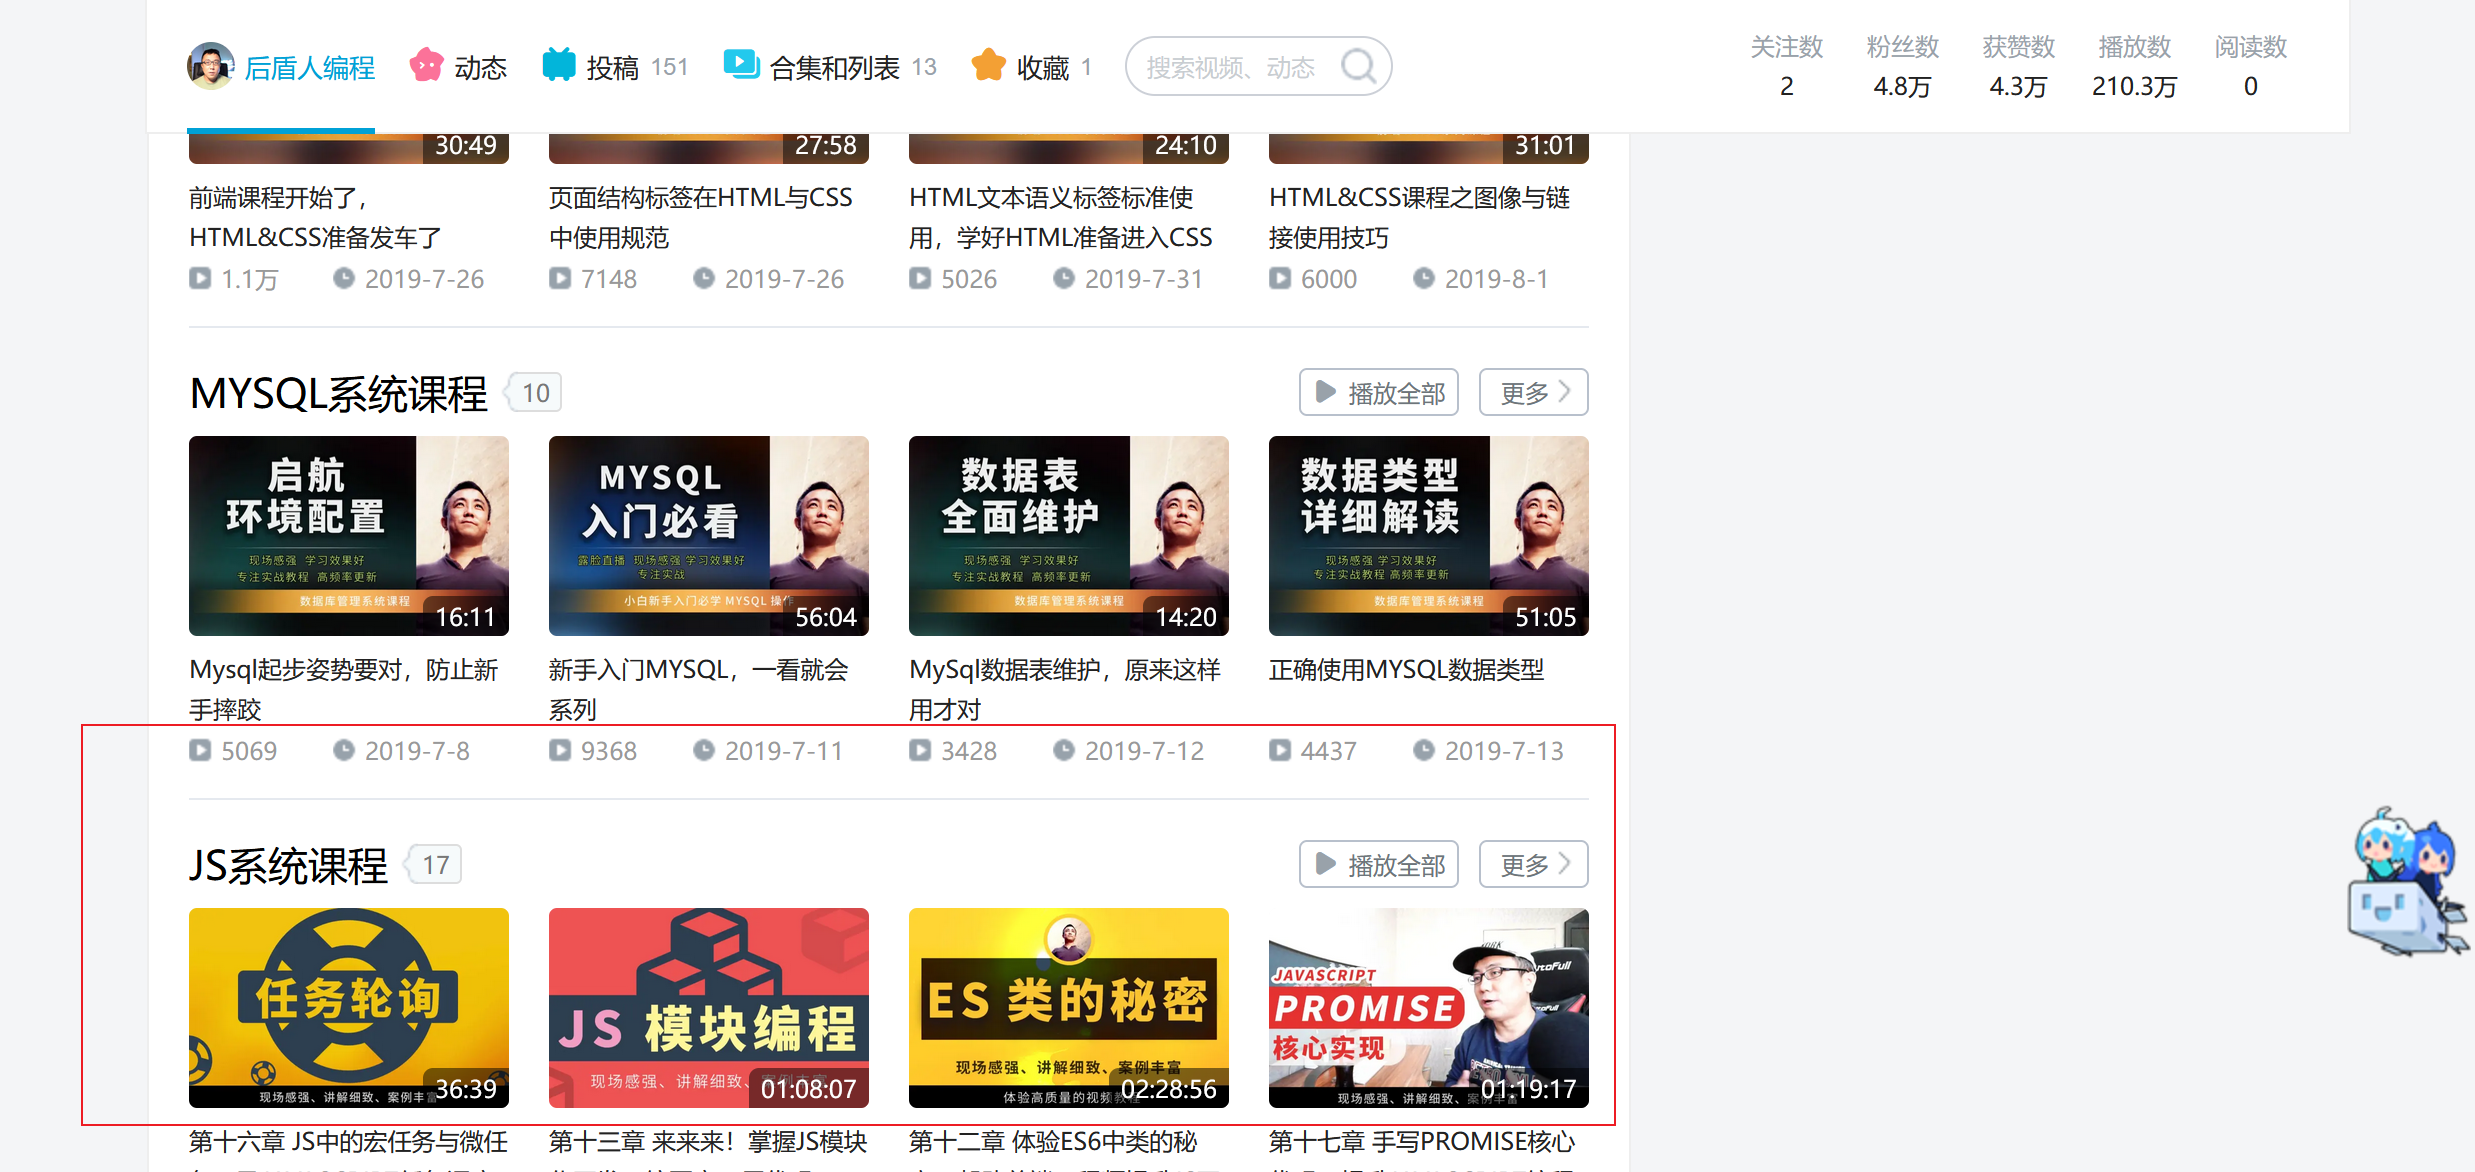 后盾人编程 动态 投稿 151 合集和列表 13 收藏 1 搜索视频、动态
关注数 粉丝数 获赞数 播放数 阅读数
2 4.8万 4.3万 210.3万 0
30:49 27:58 24:10 31:01
前端课程开始了，
HTML&CSS准备发车了
1.1万 2019-7-26
页面结构标签在HTML与CSS
中使用规范
7148 2019-7-26
HTML文本语义标签标准使
用，学好HTML准备进入CSS
5026 2019-7-31
HTML&CSS课程之图像与链
接使用技巧
6000 2019-8-1
MYSQL系统课程 10 播放全部 更多
启航
环境配置
现场感强 学习效果好
专注实战教程 高频率更新
数据库管理系统课程
16:11
MYSQL
入门必看
露脸直播 现场感强 学习效果好
专注实战
小白新手入门必学 MYSQL 操作
56:04
数据表
全面维护
现场感强 学习效果好
专注实战教程 高频率更新
数据库管理系统课程
14:20
数据类型
详细解读
现场感强 学习效果好
专注实战教程 高频率更新
数据库管理系统课程
51:05
Mysql起步姿势要对，防止新
手摔跤
5069 2019-7-8
新手入门MYSQL，一看就会
系列
9368 2019-7-11
MySql数据表维护，原来这样
用才对
3428 2019-7-12
正确使用MYSQL数据类型
4437 2019-7-13
JS系统课程 17 播放全部 更多
任务轮询
现场感强、讲解细致、案例丰富
36:39
JS 模块编程
现场感强、讲解细致、案例丰富
01:08:07
ES 类的秘密
现场感强、讲解细致、案例丰富
体验高质量的视频教程
02:28:56
JAVASCRIPT
PROMISE
核心实现
AutoFull
现场感强、讲解细致、案例丰富
01:19:17
第十六章 JS中的宏任务与微任
第十三章 来来来！掌握JS模块
第十二章 体验ES6中类的秘
第十七章 手写PROMISE核心